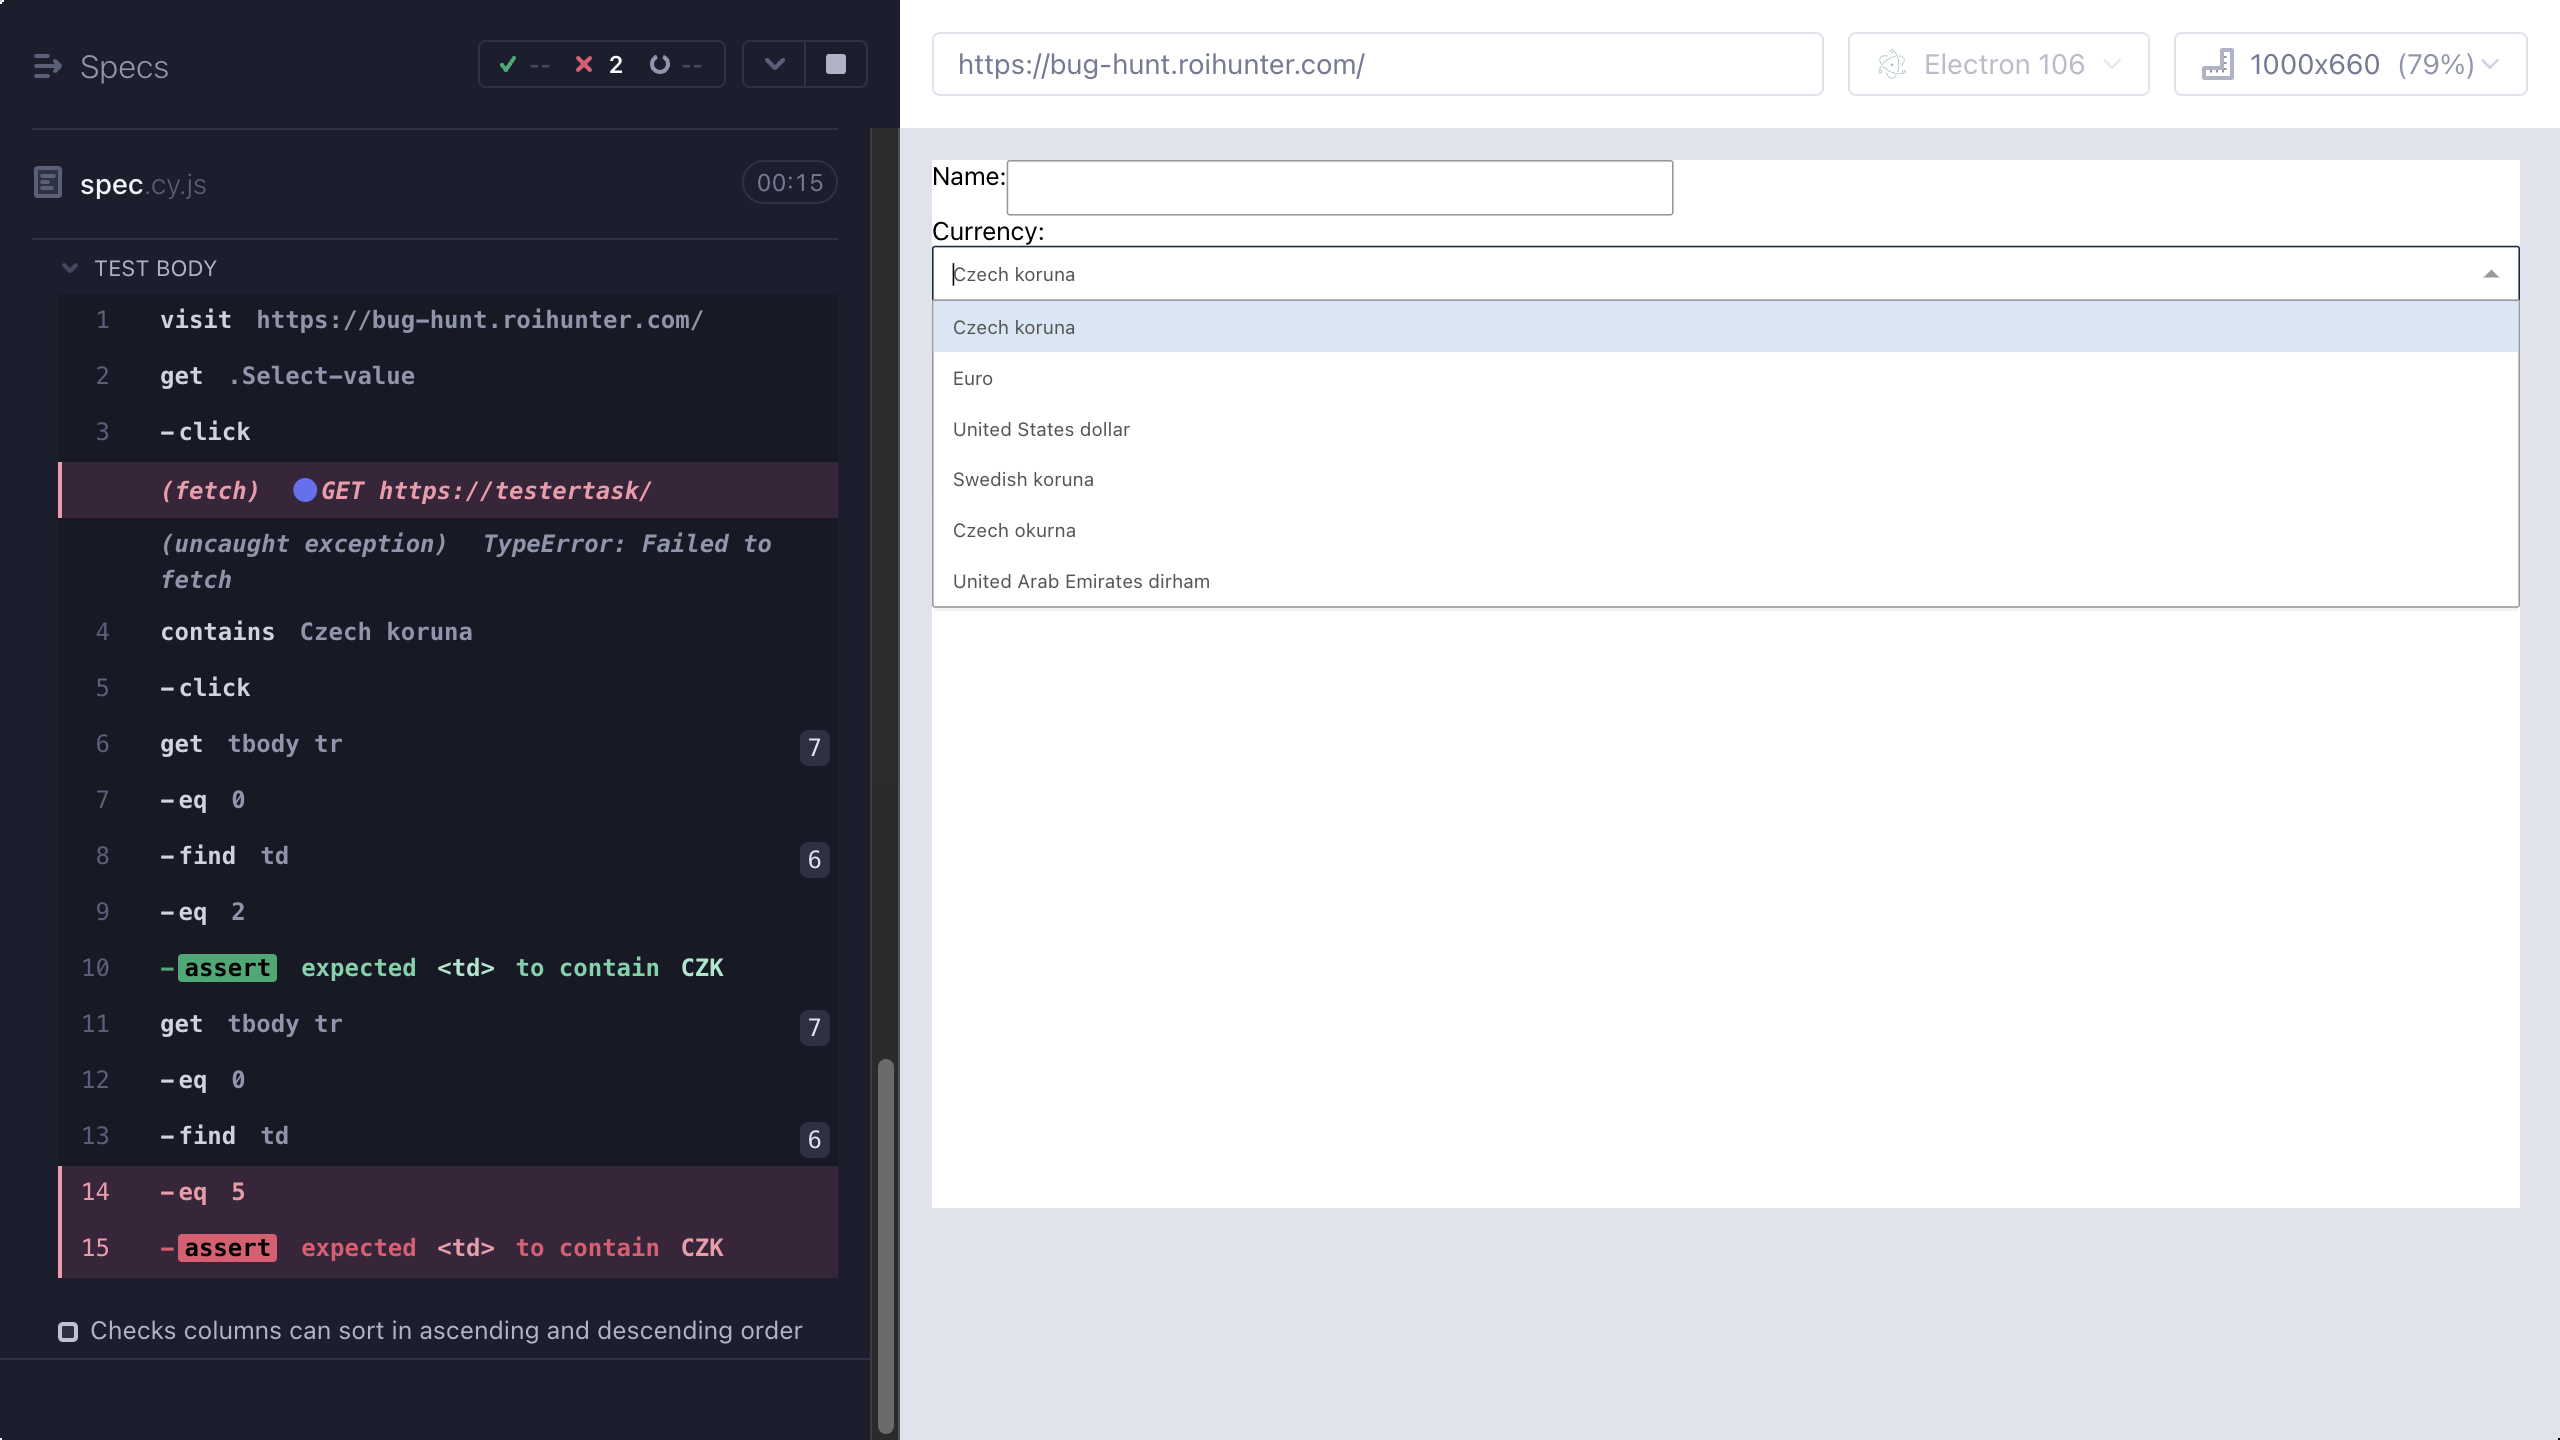 Specs
-- 2 --
spec.cy.js 00:15
TEST BODY
1 visit https://bug-hunt.roihunter.com/
2 get .Select-value
3 -click
(fetch) GET https://testertask/
(uncaught exception) TypeError: Failed to
fetch
4 contains Czech koruna
5 -click
6 get tbody tr 7
7 -eq 0
8 -find td 6
9 -eq 2
10 -assert expected <td> to contain CZK
11 get tbody tr 7
12 -eq 0
13 -find td 6
14 -eq 5
15 -assert expected <td> to contain CZK
Checks columns can sort in ascending and descending order
https://bug-hunt.roihunter.com/
Electron 106
1000x660 (79%)
Name:
Currency:
Czech koruna
Czech koruna
Euro
United States dollar
Swedish koruna
Czech okurna
United Arab Emirates dirham